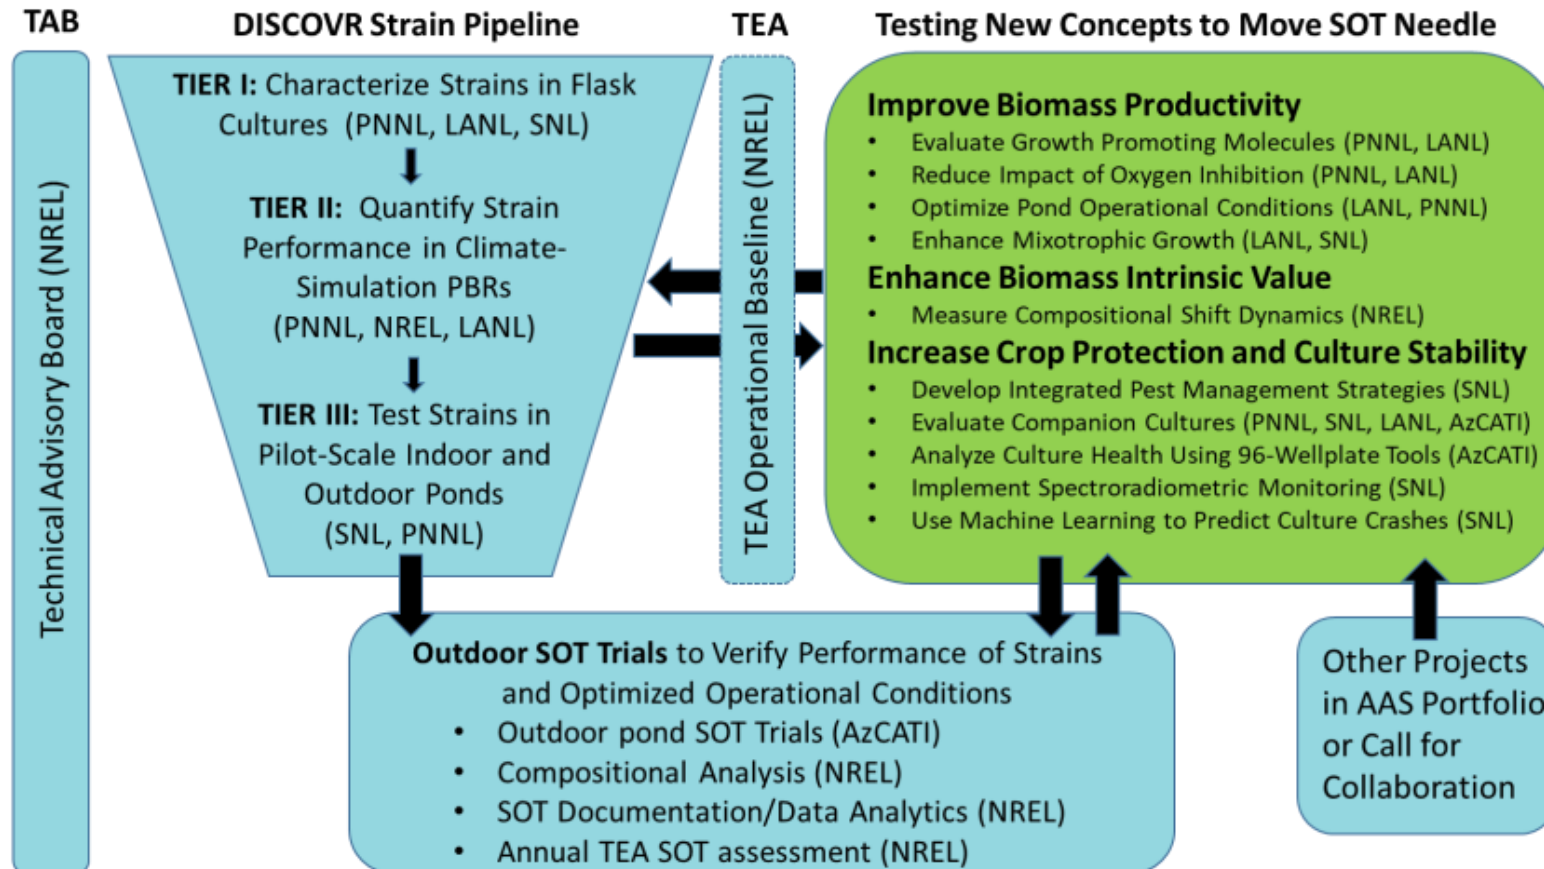 TAB
DISCOVR Strain Pipeline
TEA
Testing New Concepts to Move SOT Needle
Technical Advisory Board (NREL)
TIER I: Characterize Strains in Flask
Cultures (PNNL, LANL, SNL)
TIER II: Quantify Strain
Performance in Climate-
Simulation PBRs
(PNNL, NREL, LANL)
TIER III: Test Strains in
Pilot-Scale Indoor and
Outdoor Ponds
(SNL, PNNL)
TEA Operational Baseline (NREL)
Improve Biomass Productivity
• Evaluate Growth Promoting Molecules (PNNL, LANL)
• Reduce Impact of Oxygen Inhibition (PNNL, LANL)
• Optimize Pond Operational Conditions (LANL, PNNL)
• Enhance Mixotrophic Growth (LANL, SNL)
Enhance Biomass Intrinsic Value
• Measure Compositional Shift Dynamics (NREL)
Increase Crop Protection and Culture Stability
• Develop Integrated Pest Management Strategies (SNL)
• Evaluate Companion Cultures (PNNL, SNL, LANL, AzCATI)
• Analyze Culture Health Using 96-Wellplate Tools (AzCATI)
• Implement Spectroradiometric Monitoring (SNL)
• Use Machine Learning to Predict Culture Crashes (SNL)
Outdoor SOT Trials to Verify Performance of Strains
and Optimized Operational Conditions
• Outdoor pond SOT Trials (AzCATI)
• Compositional Analysis (NREL)
• SOT Documentation/Data Analytics (NREL)
• Annual TEA SOT assessment (NREL)
Other Projects
in AAS Portfolio
or Call for
Collaboration